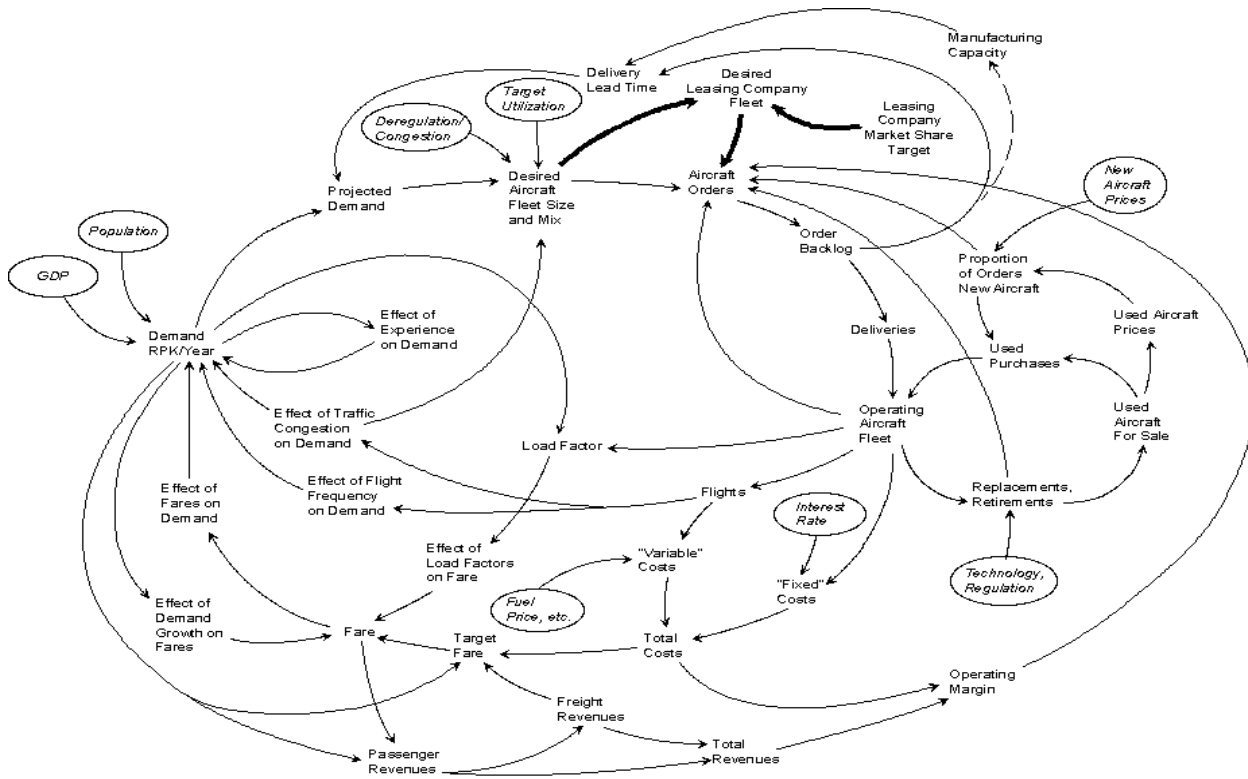 Manufacturing
Capacity
Delivery
Lead Time
Desired
Leasing Company
Fleet
Target
Utilization
Leasing
Company
Market Share
Target
Deregulation/
Congestion
Projected
Demand
Desired
Aircraft
Fleet Size
and Mix
Aircraft
Orders
New
Aircraft
Prices
Population
Order
Backlog
GDP
Proportion
of Orders
New Aircraft
Demand
RPK/Year
Effect of
Experience
on Demand
Deliveries
Used Aircraft
Prices
Used
Purchases
Effect of Traffic
Congestion
on Demand
Load Factor
Operating
Aircraft
Fleet
Used
Aircraft
For Sale
Effect of
Fares on
Demand
Effect of Flight
Frequency
on Demand
Flights
Replacements,
Retirements
Interest
Rate
Effect of
Load Factors
on Fare
"Variable"
Costs
"Fixed"
Costs
Technology,
Regulation
Effect of
Demand
Growth on
Fares
Fuel
Price, etc.
Fare
Target
Fare
Total
Costs
Operating
Margin
Freight
Revenues
Passenger
Revenues
Total
Revenues